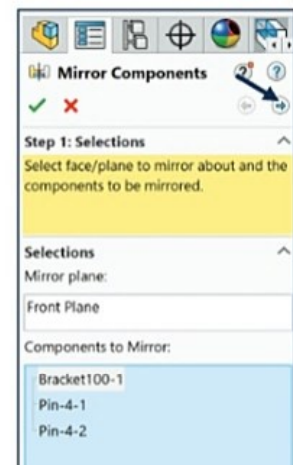 Mirror Components
Step 1: Selections
Select face/plane to mirror about and the
components to be mirrored.
Selections
Mirror plane:
Front Plane
Components to Mirror:
Bracket100-1
Pin-4-1
Pin-4-2